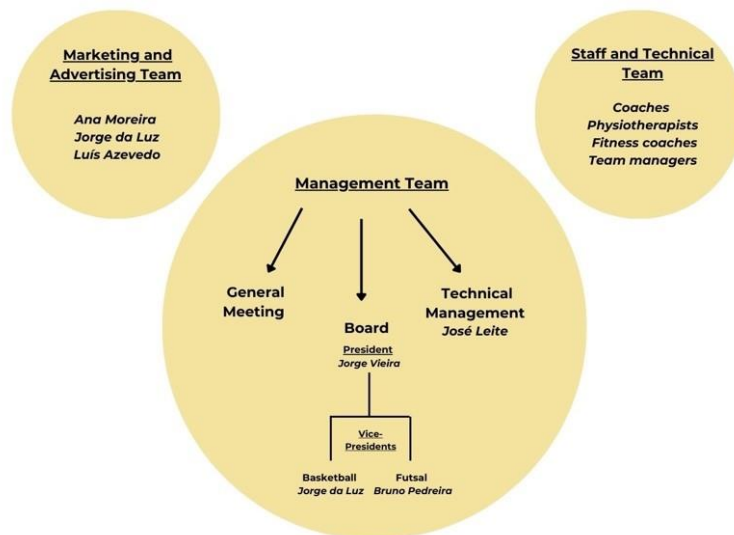 Marketing and
Advertising Team
Ana Moreira
Jorge da Luz
Luís Azevedo
Staff and Technical
Team
Coaches
Physiotherapists
Fitness coaches
Team managers
Management Team
General
Meeting
Board
President
Jorge Vieira
Technical
Management
José Leite
Vice-
Presidents
Basketball
Jorge da Luz
Futsal
Bruno Pedreira